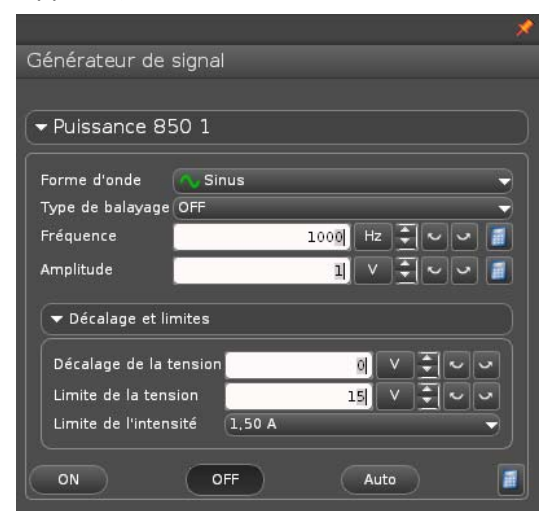 Générateur de signal
Puissance 850 1
Forme d'onde Sinus
Type de balayage OFF
Fréquence 1000 Hz
Amplitude 1 V
Décalage et limites
Décalage de la tension 0 V
Limite de la tension 15 V
Limite de l'intensité 1,50 A
ON OFF Auto